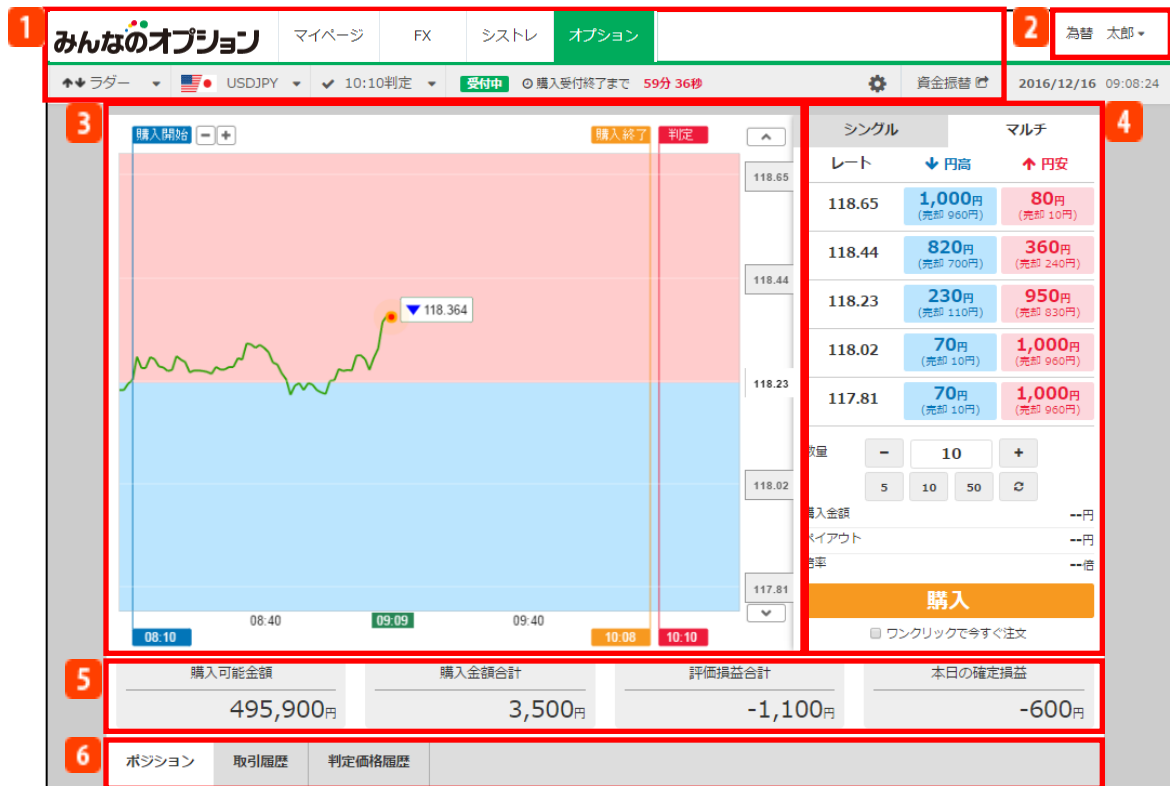 1
みんなのオプション マイページ FX シストレ オプション
2
為替 太郎
ラダー USDJPY 10:10判定 受付中 購入受付終了まで 59分 36秒 資金振替 2016/12/16 09:08:24
3
購入開始 − + 購入終了 判定
118.65
118.44
118.364
118.23
118.02
117.81
08:40 09:09 09:40
08:10 10:08 10:10
4
シングル マルチ
レート 円高 円安
118.65 1,000円 80円
(売却 960円) (売却 10円)
118.44 820円 360円
(売却 700円) (売却 240円)
118.23 230円 950円
(売却 110円) (売却 830円)
118.02 70円 1,000円
(売却 10円) (売却 960円)
117.81 70円 1,000円
(売却 10円) (売却 960円)
数量 − 10 +
5 10 50
購入金額 --円
ペイアウト --円
倍率 --倍
購入
ワンクリックで今すぐ注文
5
購入可能金額 購入金額合計 評価損益合計 本日の確定損益
495,900円 3,500円 -1,100円 -600円
6
ポジション 取引履歴 判定価格履歴